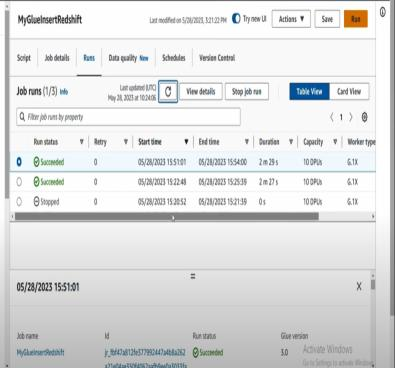 MyGlueInsertRedshift
Last modified on 5/28/2023, 3:21:22 PM
Try new UI
Actions
Save
Run
Script
Job details
Runs
Data quality New
Schedules
Version Control
Job runs (1/3) Info
Last updated (UTC)
May 28, 2023 at 10:24:06
View details
Stop job run
Table View
Card View
Filter job runs by property
1
Run status
Retry
Start time
End time
Duration
Capacity
Worker type
Succeeded 0 05/28/2023 15:51:01 05/28/2023 15:54:00 2 m 29 s 10 DPUs G.1X
Succeeded 0 05/28/2023 15:22:48 05/28/2023 15:25:39 2 m 27 s 10 DPUs G.1X
Stopped 0 05/28/2023 15:20:52 05/28/2023 15:21:39 0 s 10 DPUs G.1X
05/28/2023 15:51:01
Job name
Id
Run status
Glue version
MyGlueInsertRedshift
Succeeded
3.0
Activate Windows
Go to Settings to activate Windows.